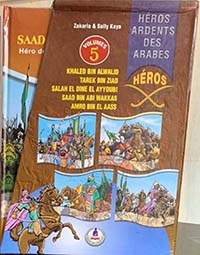 SAAD
Héro d
Zakaria & Sally Kaya
VOLUMES
5
KHALED BIN ALWALID
TAREK BIN ZIAD
SALAH EL DINE EL AYYOUBI
SAAD BIN ABI WAKKAS
AMRO BIN EL AASS
HÉROS
ARDENTS
DES
ARABES
HÉROS